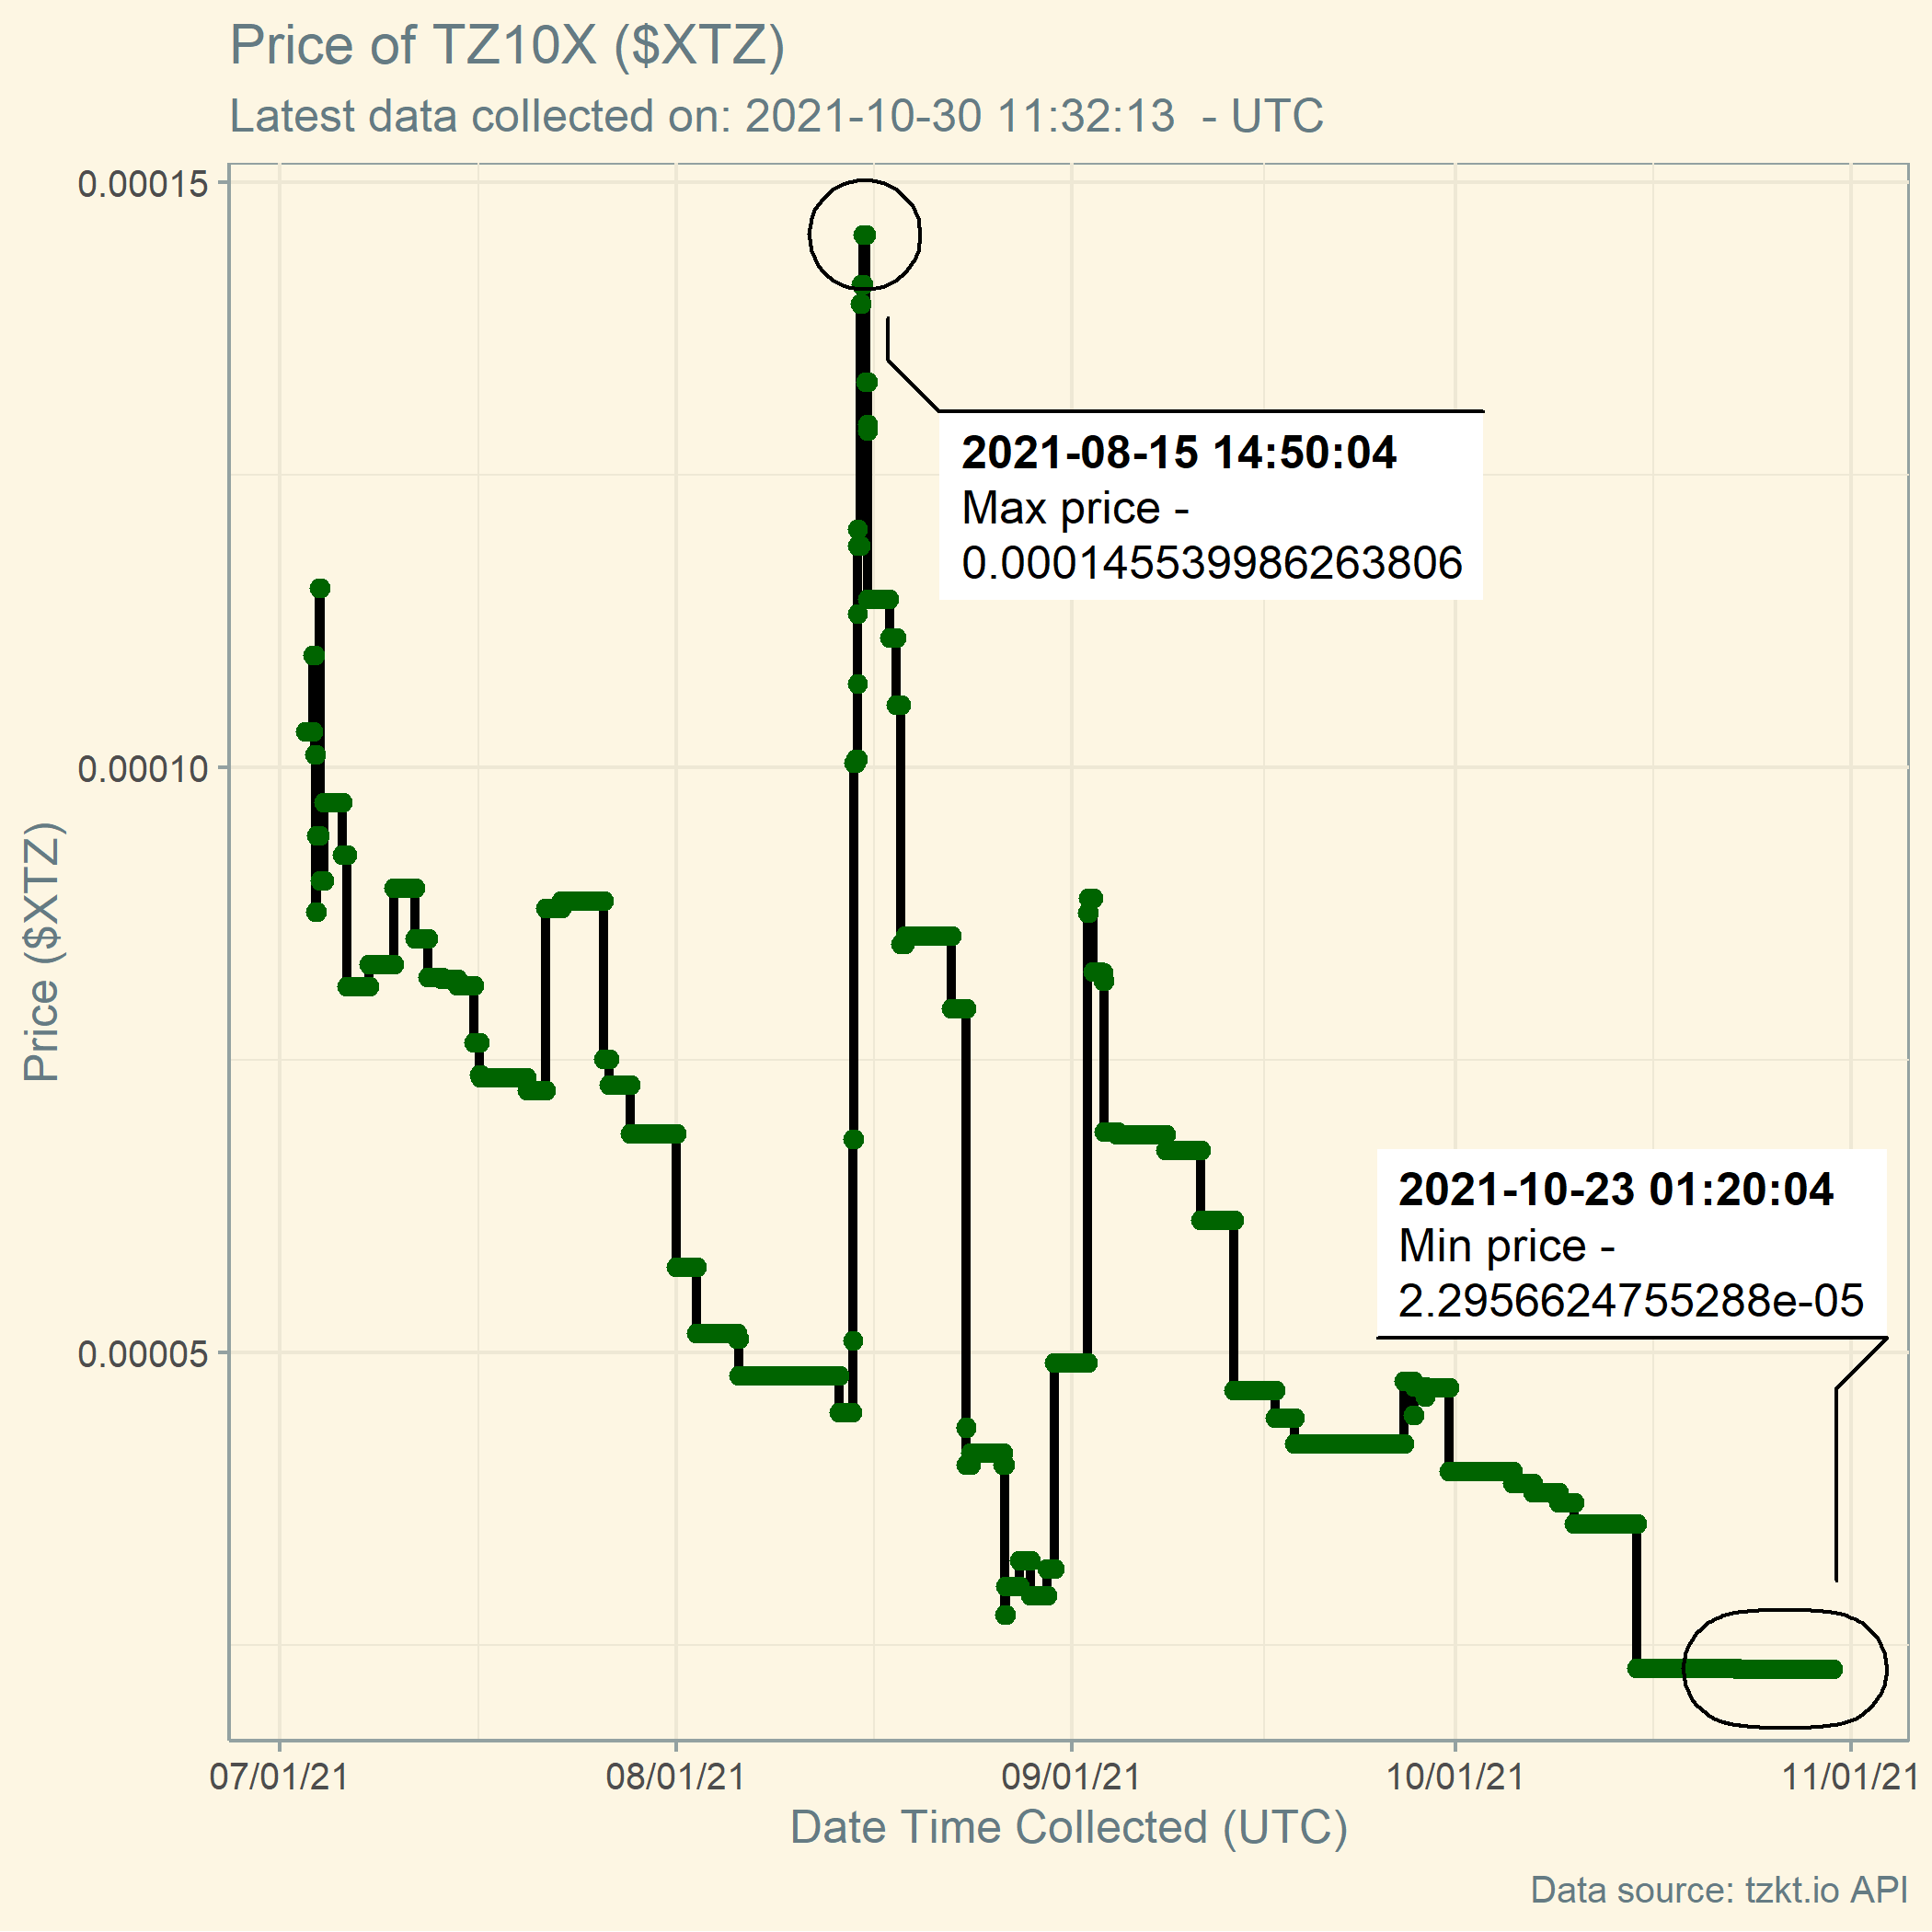 Price of TZ10X ($XTZ)
Latest data collected on: 2021-10-30 11:32:13  - UTC
0.00015
2021-08-15 14:50:04
Max price -
0.000145539986263806
0.00010
Price ($XTZ)
2021-10-23 01:20:04
Min price -
2.2956624755288e-05
0.00005
07/01/21 08/01/21 09/01/21 10/01/21 11/01/21
Date Time Collected (UTC)
Data source: tzkt.io API